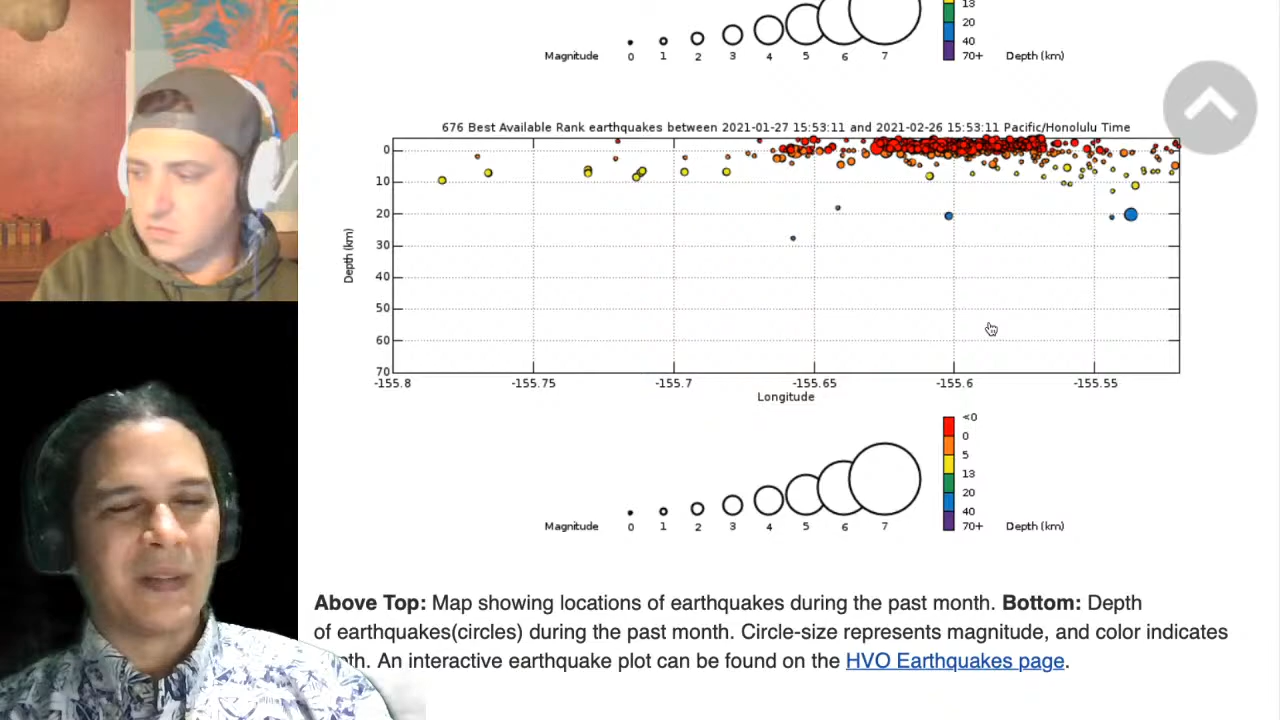 13
20
40
Magnitude 0 1 2 3 4 5 6 7 70+ Depth (km)
676 Best Available Rank earthquakes between 2021-01-27 15:53:11 and 2021-02-26 15:53:11 Pacific/Honolulu Time
0
10
20
30
40
50
60
70
Depth (km)
-155.8 -155.75 -155.7 -155.65 -155.6 -155.55
Longitude
<0
0
5
13
20
40
Magnitude 0 1 2 3 4 5 6 7 70+ Depth (km)
Above Top: Map showing locations of earthquakes during the past month. Bottom: Depth
of earthquakes(circles) during the past month. Circle-size represents magnitude, and color indicates
th. An interactive earthquake plot can be found on the HVO Earthquakes page.